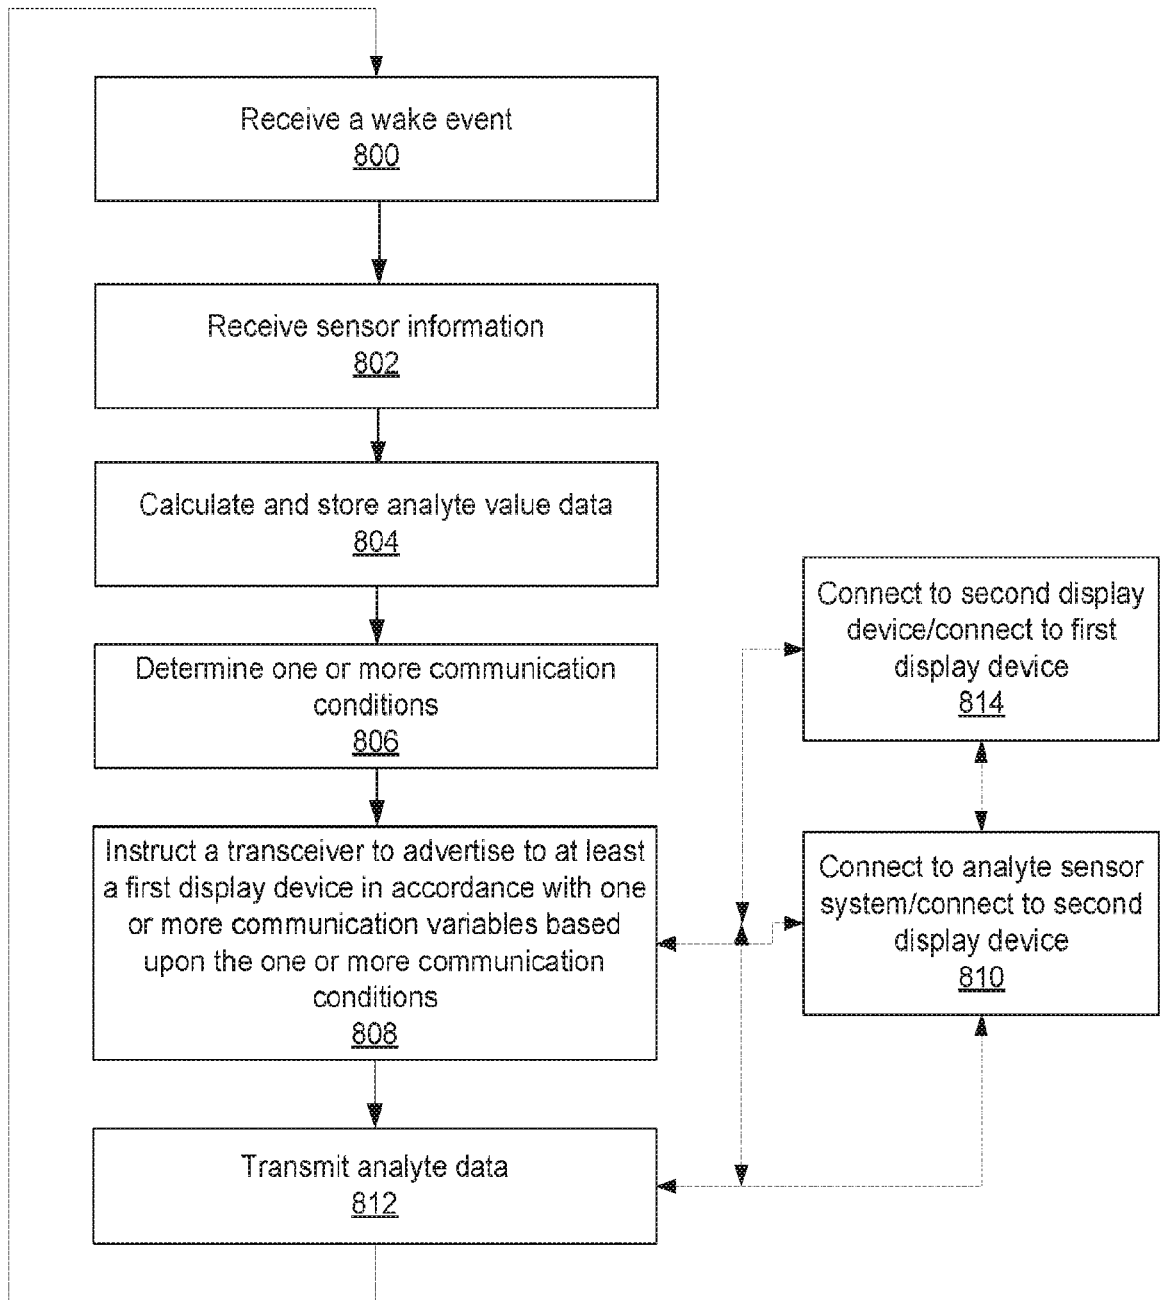 Receive a wake event
800
Receive sensor information
802
Calculate and store analyte value data
804
Determine one or more communication
conditions
806
Instruct a transceiver to advertise to at least
a first display device in accordance with one
or more communication variables based
upon the one or more communication
conditions
808
Transmit analyte data
812
Connect to second display
device/connect to first
display device
814
Connect to analyte sensor
system/connect to second
display device
810